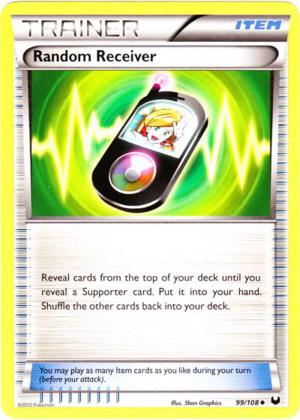 TRAINER
ITEM
Random Receiver
Reveal cards from the top of your deck until you
reveal a Supporter card. Put it into your hand.
Shuffle the other cards back into your deck.
You may play as many Item cards as you like during your turn
(before your attack).
©2012 Pokémon
Illus. 5ban Graphics
99/108